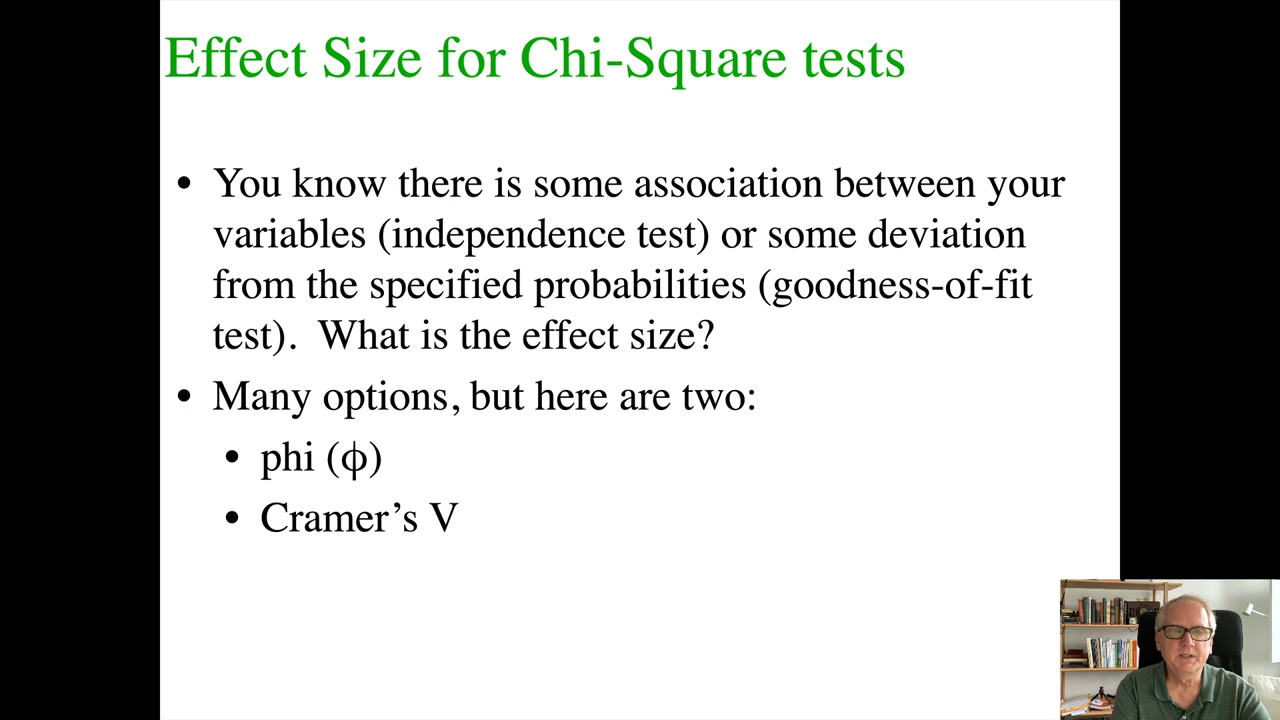 Effect Size for Chi-Square tests
• You know there is some association between your
variables (independence test) or some deviation
from the specified probabilities (goodness-of-fit
test).  What is the effect size?
• Many options, but here are two:
• phi (ϕ)
• Cramer’s V